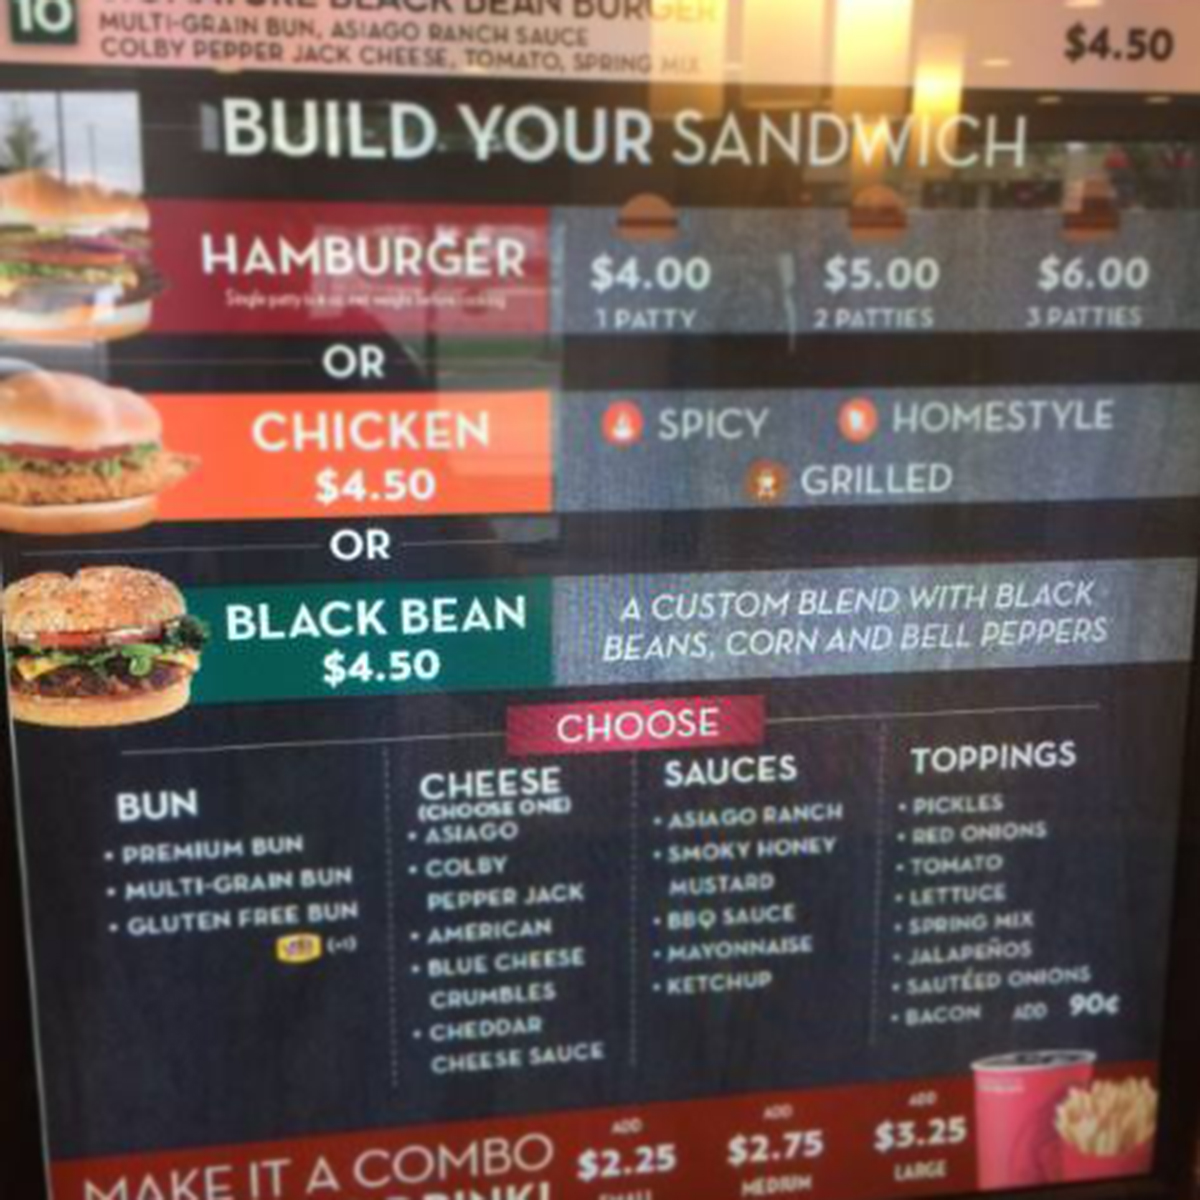 10
BLACK BEAN BURGER
MULTI-GRAIN BUN, ASIAGO RANCH SAUCE
COLBY PEPPER JACK CHEESE, TOMATO, SPRING MIX
$4.50
BUILD YOUR SANDWICH
HAMBURGER
$4.00
1 PATTY
$5.00
2 PATTIES
$6.00
3 PATTIES
OR
CHICKEN
$4.50
SPICY
HOMESTYLE
GRILLED
OR
BLACK BEAN
$4.50
A CUSTOM BLEND WITH BLACK
BEANS, CORN AND BELL PEPPERS
CHOOSE
BUN
• PREMIUM BUN
• MULTI-GRAIN BUN
• GLUTEN FREE BUN
CHEESE
(CHOOSE ONE)
• ASIAGO
• COLBY
PEPPER JACK
• AMERICAN
• BLUE CHEESE
CRUMBLES
• CHEDDAR
CHEESE SAUCE
SAUCES
• ASIAGO RANCH
• SMOKY HONEY
MUSTARD
• BBQ SAUCE
• MAYONNAISE
• KETCHUP
TOPPINGS
• PICKLES
• RED ONIONS
• TOMATO
• LETTUCE
• SPRING MIX
• JALAPEÑOS
• SAUTÉED ONIONS
• BACON ADD 90¢
MAKE IT A COMBO
ADD
$2.25
SMALL
ADD
$2.75
MEDIUM
ADD
$3.25
LARGE